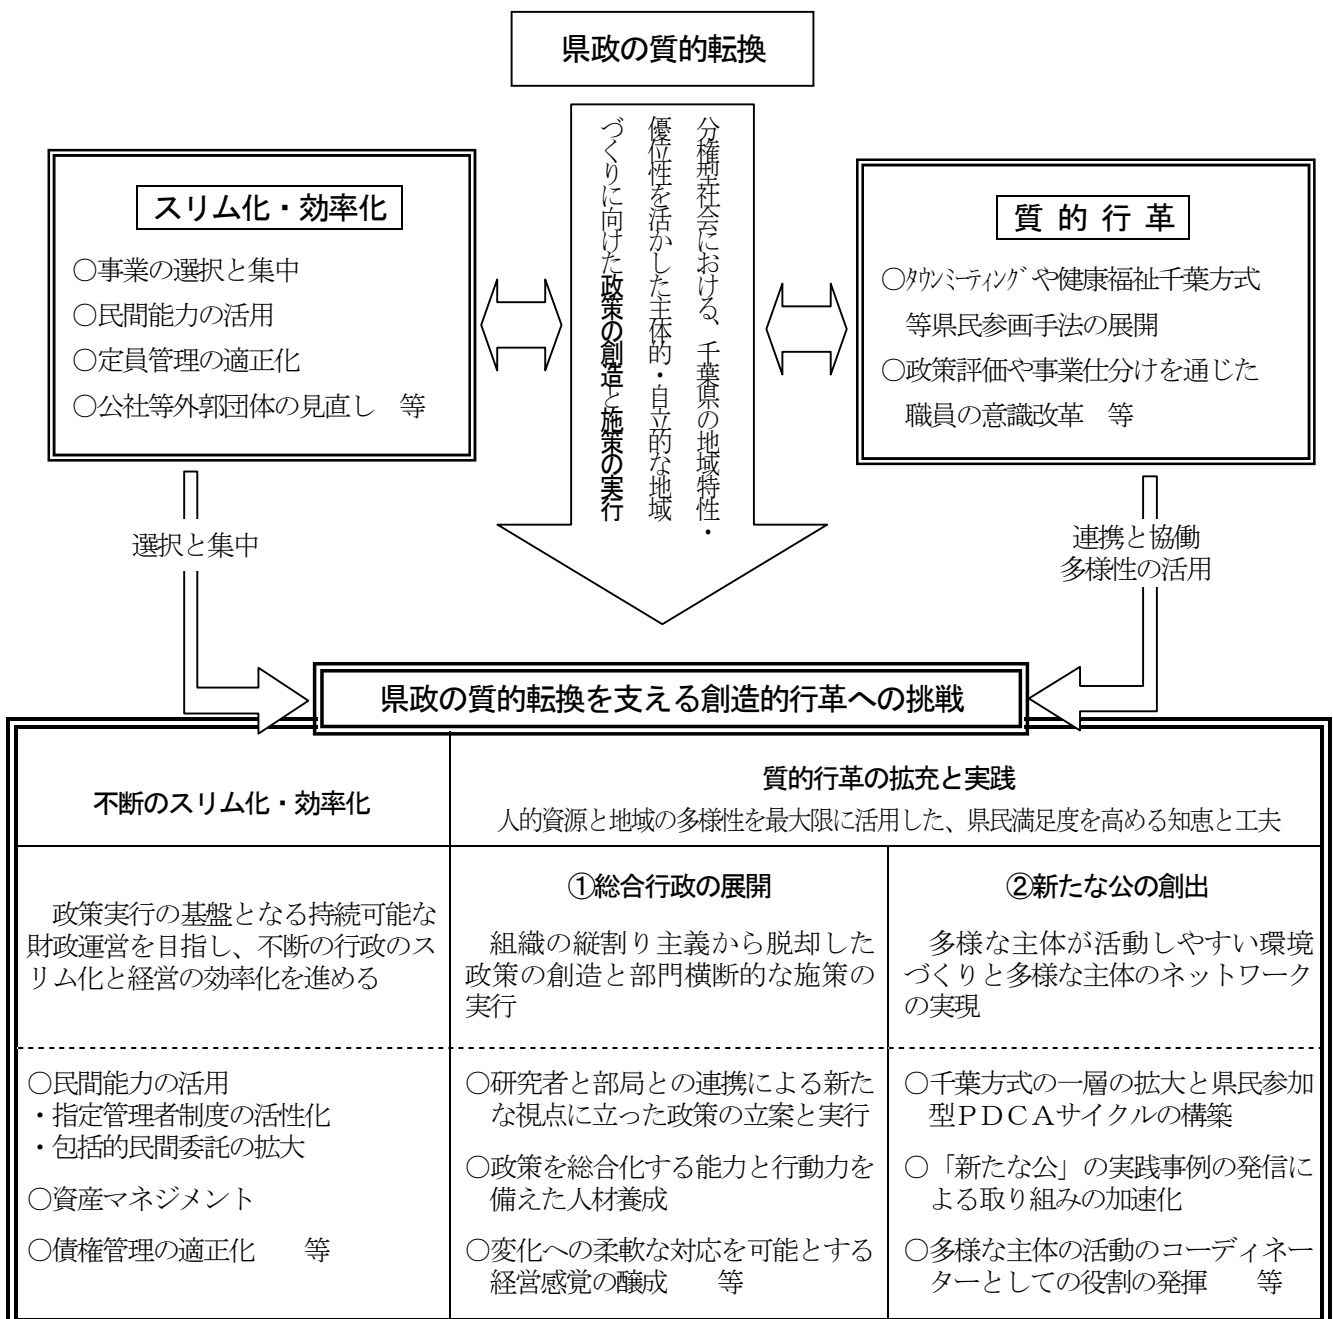 県政の質的転換
分権型社会における、千葉県の地域特性・
優位性を活かした主体的・自立的な地域
づくりに向けた政策の創造と施策の実行
スリム化・効率化
○事業の選択と集中
○民間能力の活用
○定員管理の適正化
○公社等外郭団体の見直し　等
質的行革
○ﾀｳﾝﾐｰﾃｨﾝｸﾞや健康福祉千葉方式
等県民参画手法の展開
○政策評価や事業仕分けを通じた
職員の意識改革　等
選択と集中
連携と協働
多様性の活用
県政の質的転換を支える創造的行革への挑戦
不断のスリム化・効率化
質的行革の拡充と実践
人的資源と地域の多様性を最大限に活用した、県民満足度を高める知恵と工夫
政策実行の基盤となる持続可能な
財政運営を目指し、不断の行政のス
リム化と経営の効率化を進める
①総合行政の展開
組織の縦割り主義から脱却した
政策の創造と部門横断的な施策の
実行
②新たな公の創出
多様な主体が活動しやすい環境
づくりと多様な主体のネットワーク
の実現
○民間能力の活用
・指定管理者制度の活性化
・包括的民間委託の拡大
○資産マネジメント
○債権管理の適正化　等
○研究者と部局との連携による新た
な視点に立った政策の立案と実行
○政策を総合化する能力と行動力を
備えた人材養成
○変化への柔軟な対応を可能とする
経営感覚の醸成　等
○千葉方式の一層の拡大と県民参加
型ＰＤＣＡサイクルの構築
○「新たな公」の実践事例の発信に
よる取り組みの加速化
○多様な主体の活動のコーディネー
ターとしての役割の発揮　等